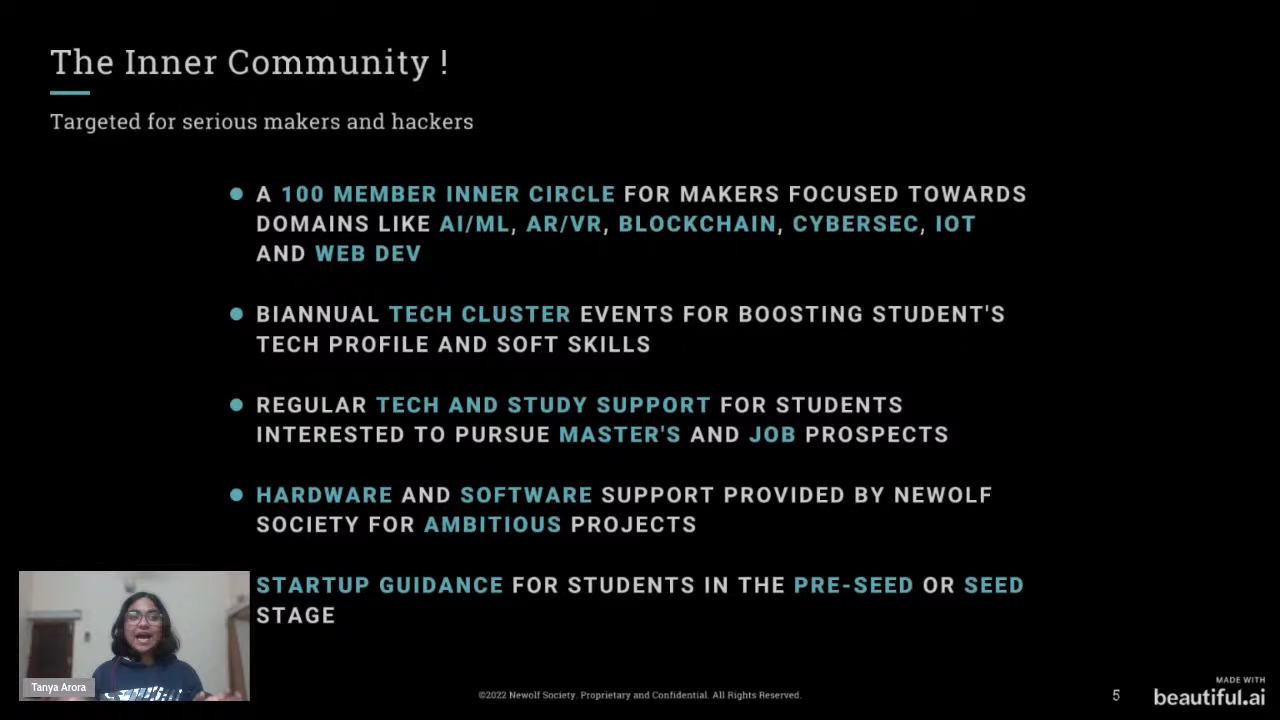 The Inner Community !
Targeted for serious makers and hackers
A 100 MEMBER INNER CIRCLE FOR MAKERS FOCUSED TOWARDS
DOMAINS LIKE AI/ML, AR/VR, BLOCKCHAIN, CYBERSEC, IOT
AND WEB DEV
BIANNUAL TECH CLUSTER EVENTS FOR BOOSTING STUDENT'S
TECH PROFILE AND SOFT SKILLS
REGULAR TECH AND STUDY SUPPORT FOR STUDENTS
INTERESTED TO PURSUE MASTER'S AND JOB PROSPECTS
HARDWARE AND SOFTWARE SUPPORT PROVIDED BY NEWOLF
SOCIETY FOR AMBITIOUS PROJECTS
STARTUP GUIDANCE FOR STUDENTS IN THE PRE-SEED OR SEED
STAGE
Tanya Arora
©2022 Newolf Society. Proprietary and Confidential. All Rights Reserved.
5
MADE WITH
beautiful.ai